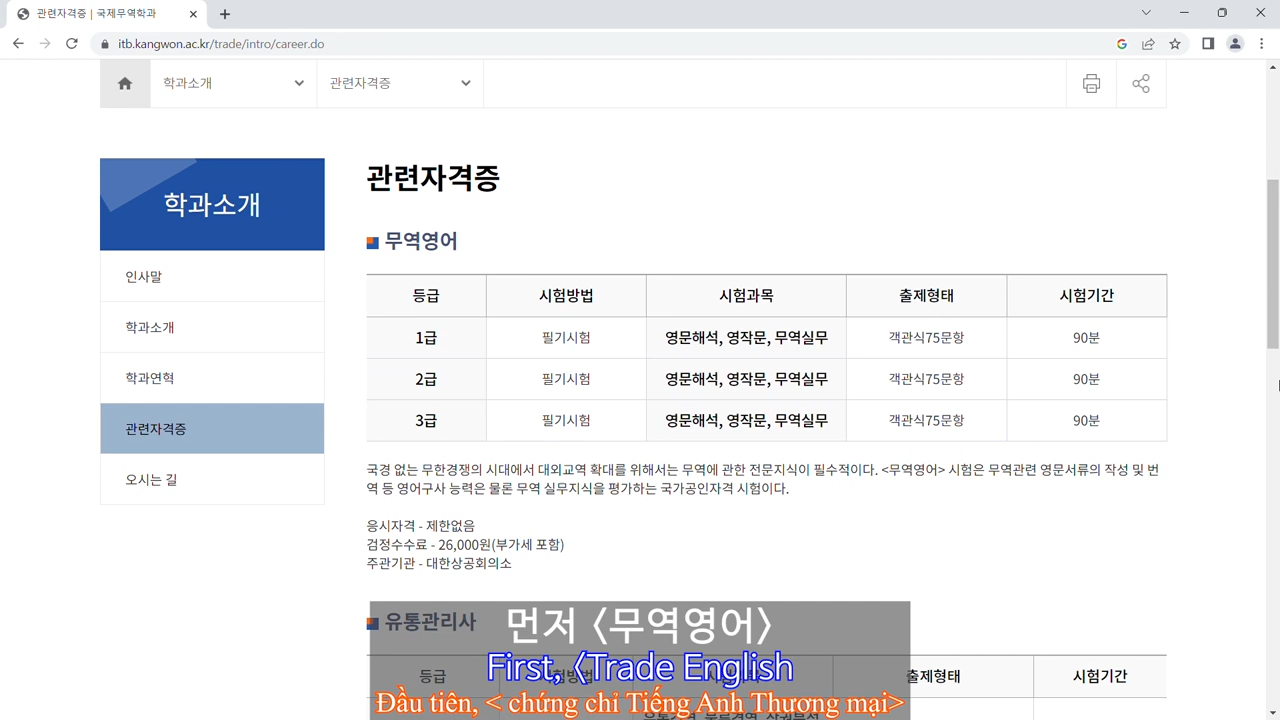 관련자격증 | 국제무역학과
itb.kangwon.ac.kr/trade/intro/career.do
학과소개
관련자격증
학과소개
인사말
학과소개
학과연혁
관련자격증
오시는 길
관련자격증
무역영어
등급 시험방법 시험과목 출제형태 시험기간
1급 필기시험 영문해석, 영작문, 무역실무 객관식75문항 90분
2급 필기시험 영문해석, 영작문, 무역실무 객관식75문항 90분
3급 필기시험 영문해석, 영작문, 무역실무 객관식75문항 90분
국경 없는 무한경쟁의 시대에서 대외교역 확대를 위해서는 무역에 관한 전문지식이 필수적이다. <무역영어> 시험은 무역관련 영문서류의 작성 및 번
역 등 영어구사 능력은 물론 무역 실무지식을 평가하는 국가공인자격 시험이다.
응시자격 - 제한없음
검정수수료 - 26,000원(부가세 포함)
주관기관 - 대한상공회의소
유통관리사
등급 출제형태 시험기간
먼저 〈무역영어〉
First, 〈Trade English
Đầu tiên, < chứng chỉ Tiếng Anh Thương mại>